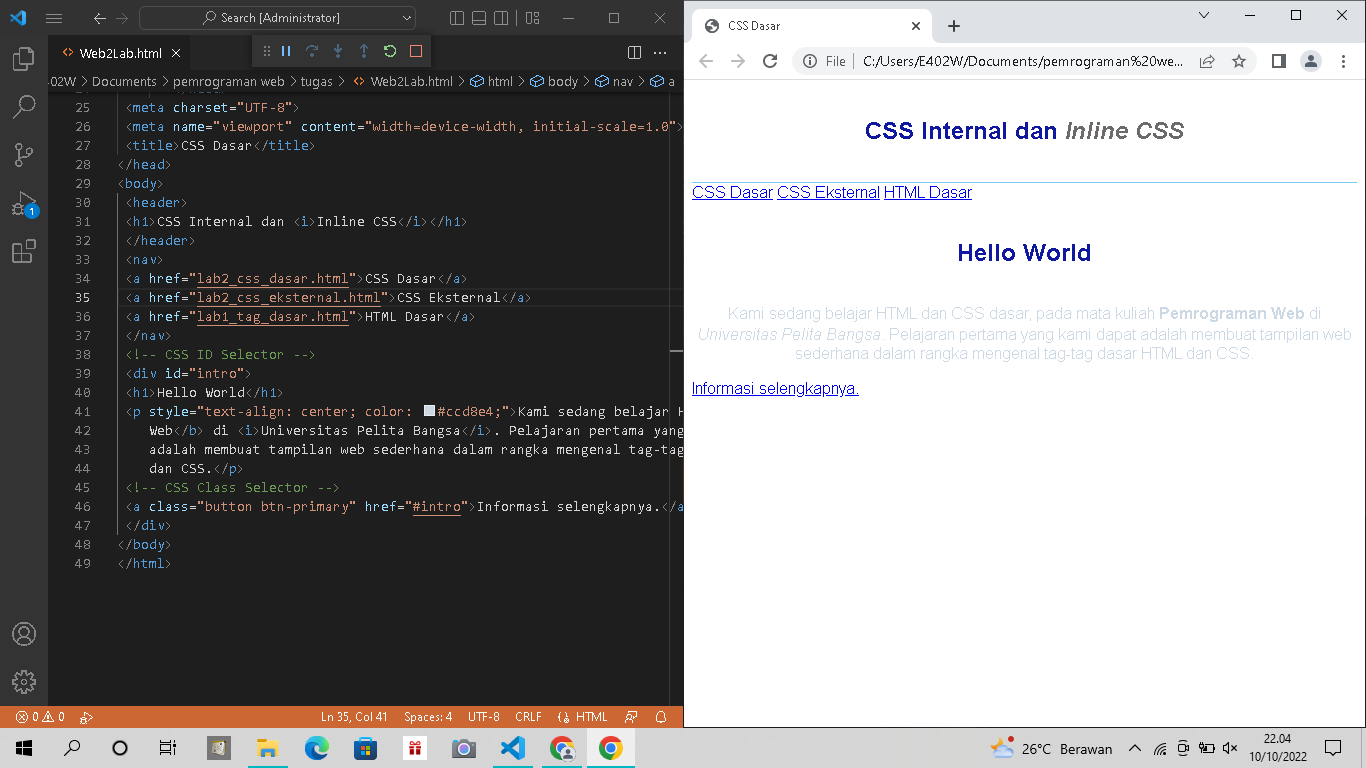 Search [Administrator]
Web2Lab.html
402W > Documents > pemrograman web > tugas > Web2Lab.html > html > body > nav > a
25 <meta charset="UTF-8">
26 <meta name="viewport" content="width=device-width, initial-scale=1.0">
27 <title>CSS Dasar</title>
28 </head>
29 <body>
30 <header>
31 <h1>CSS Internal dan <i>Inline CSS</i></h1>
32 </header>
33 <nav>
34 <a href="lab2_css_dasar.html">CSS Dasar</a>
35 <a href="lab2_css_eksternal.html">CSS Eksternal</a>
36 <a href="lab1_tag_dasar.html">HTML Dasar</a>
37 </nav>
38 <!-- CSS ID Selector -->
39 <div id="intro">
40 <h1>Hello World</h1>
41 <p style="text-align: center; color: #ccd8e4;">Kami sedang belajar H
42 Web</b> di <i>Universitas Pelita Bangsa</i>. Pelajaran pertama yang
43 adalah membuat tampilan web sederhana dalam rangka mengenal tag-tag
44 dan CSS.</p>
45 <!-- CSS Class Selector -->
46 <a class="button btn-primary" href="#intro">Informasi selengkapnya.</a
47 </div>
48 </body>
49 </html>
1
0 0
Ln 35, Col 41 Spaces: 4 UTF-8 CRLF HTML
CSS Dasar
File C:/Users/E402W/Documents/pemrograman%20we...
CSS Internal dan Inline CSS
CSS Dasar CSS Eksternal HTML Dasar
Hello World
Kami sedang belajar HTML dan CSS dasar, pada mata kuliah Pemrograman Web di
Universitas Pelita Bangsa. Pelajaran pertama yang kami dapat adalah membuat tampilan web
sederhana dalam rangka mengenal tag-tag dasar HTML dan CSS.
Informasi selengkapnya.
26°C Berawan
22.04
10/10/2022